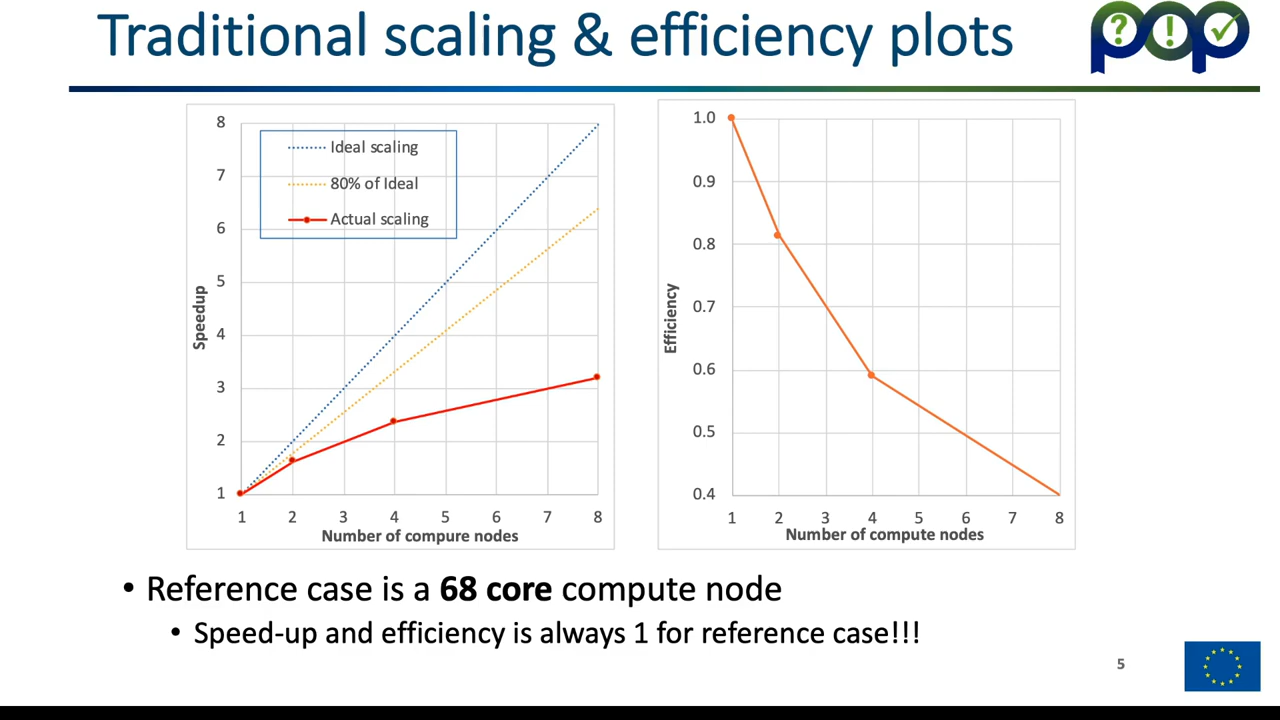 Traditional scaling & efficiency plots
pop
? !
8
7
6
5
4
3
2
1
Speedup
Ideal scaling
80% of Ideal
Actual scaling
1 2 3 4 5 6 7 8
Number of compure nodes
1.0
0.9
0.8
0.7
0.6
0.5
0.4
Efficiency
1 2 3 4 5 6 7 8
Number of compute nodes
• Reference case is a 68 core compute node
• Speed-up and efficiency is always 1 for reference case!!!
5